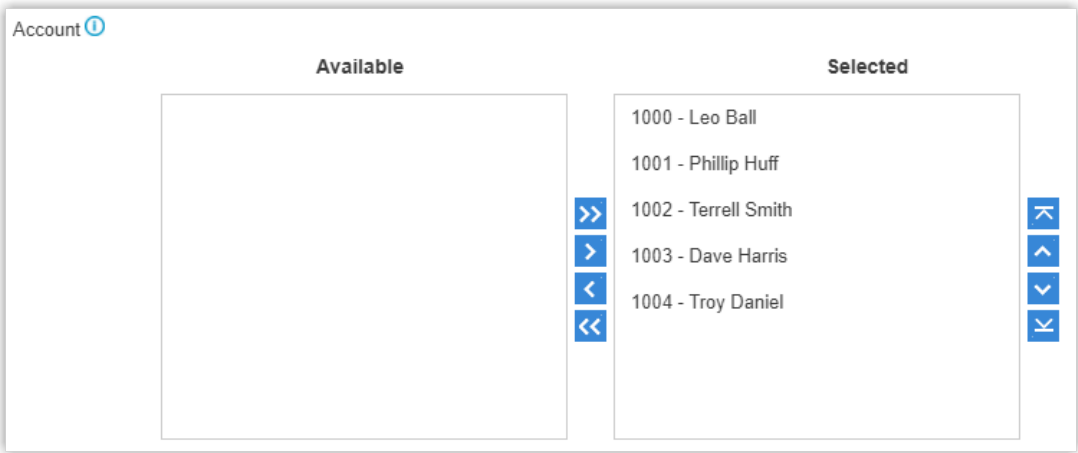 Account
Available
Selected
1000 - Leo Ball
1001 - Phillip Huff
1002 - Terrell Smith
1003 - Dave Harris
1004 - Troy Daniel